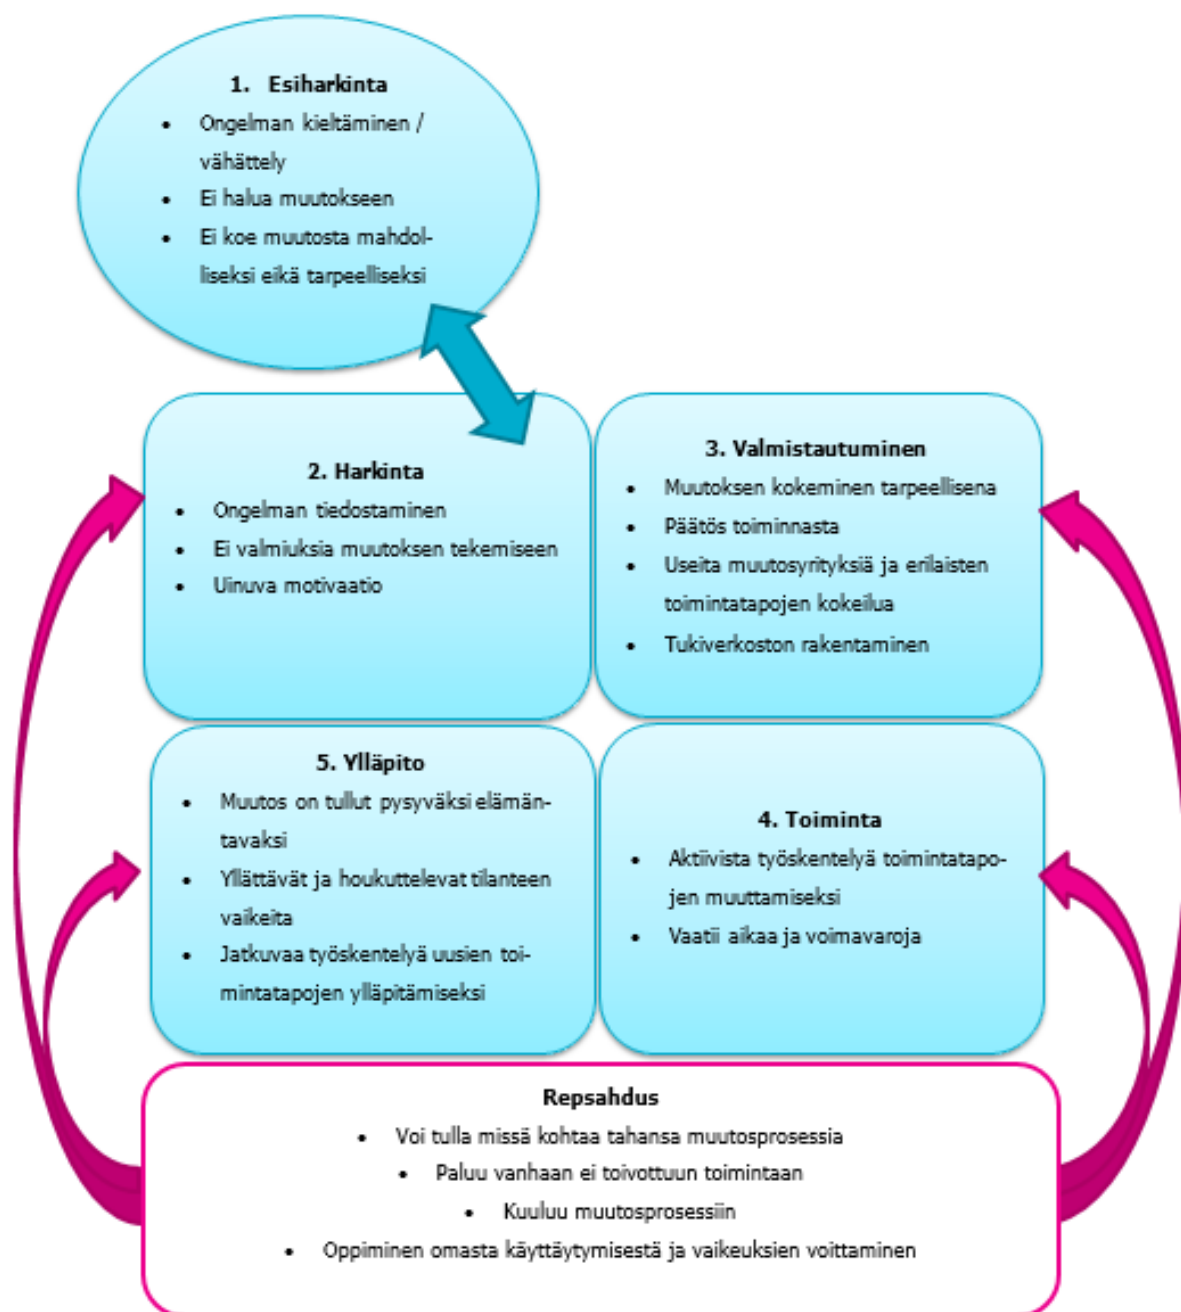 1. Esiharkinta
• Ongelman kieltäminen /
vähättely
• Ei halua muutokseen
• Ei koe muutosta mahdol-
liseksi eikä tarpeelliseksi
2. Harkinta
• Ongelman tiedostaminen
• Ei valmiuksia muutoksen tekemiseen
• Uinuva motivaatio
3. Valmistautuminen
• Muutoksen kokeminen tarpeellisena
• Päätös toiminnasta
• Useita muutosyrityksiä ja erilaisten
toimintatapojen kokeilua
• Tukiverkoston rakentaminen
5. Ylläpito
• Muutos on tullut pysyväksi elämän-
tavaksi
• Yllättävät ja houkuttelevat tilanteen
vaikeita
• Jatkuvaa työskentelyä uusien toi-
mintatapojen ylläpitämiseksi
4. Toiminta
• Aktiivista työskentelyä toimintatapo-
jen muuttamiseksi
• Vaatii aikaa ja voimavaroja
Repsahdus
• Voi tulla missä kohtaa tahansa muutosprosessia
• Paluu vanhaan ei toivottuun toimintaan
• Kuuluu muutosprosessiin
• Oppiminen omasta käyttäytymisestä ja vaikeuksien voittaminen